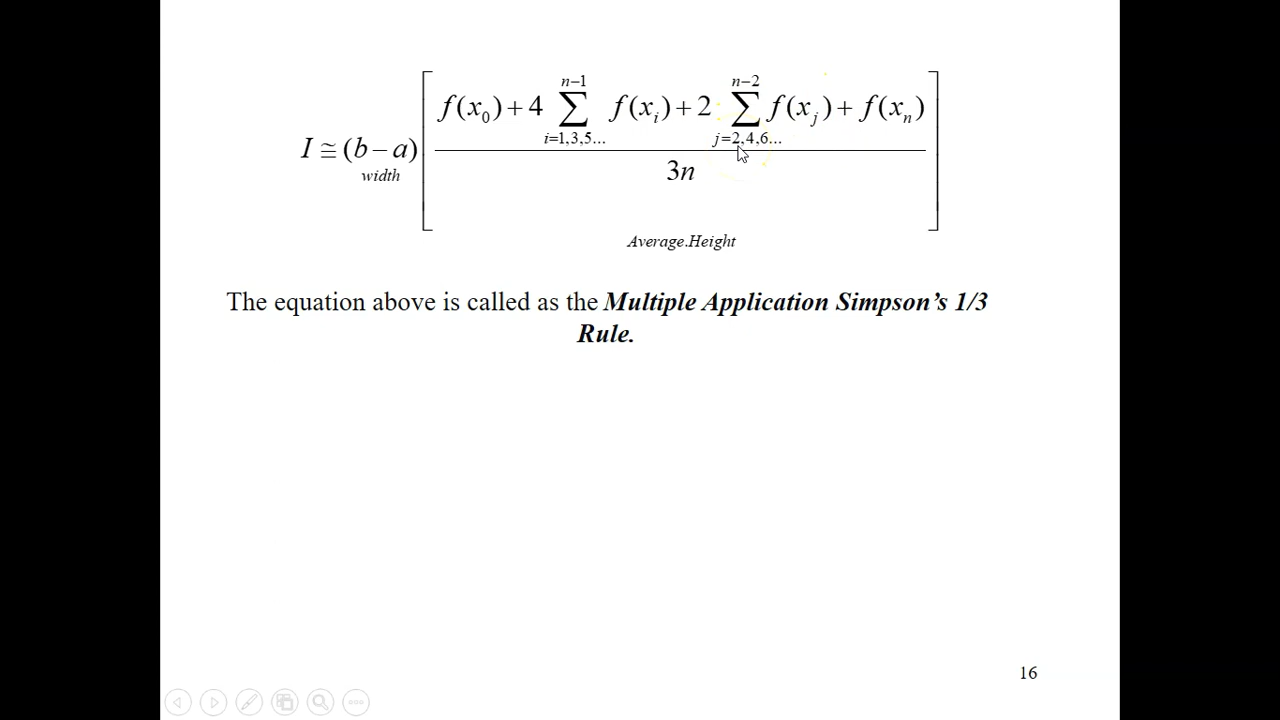 I ≅ (b − a) [ (f(x₀) + 4 ∑_{i=1,3,5...}^{n−1} f(xᵢ) + 2 ∑_{j=2,4,6...}^{n−2} f(xⱼ) + f(xₙ)) / 3n ]
width
Average.Height
The equation above is called as the Multiple Application Simpson’s 1/3
Rule.
16